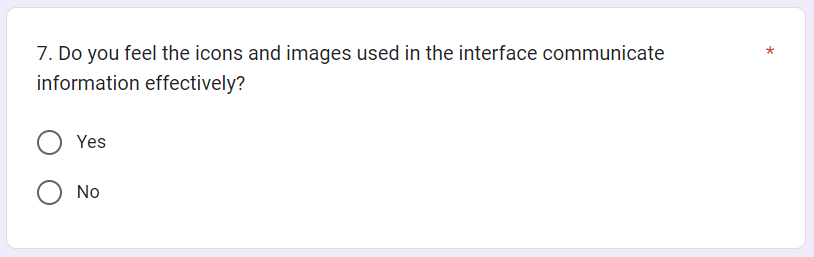 7. Do you feel the icons and images used in the interface communicate
information effectively?
*
Yes
No